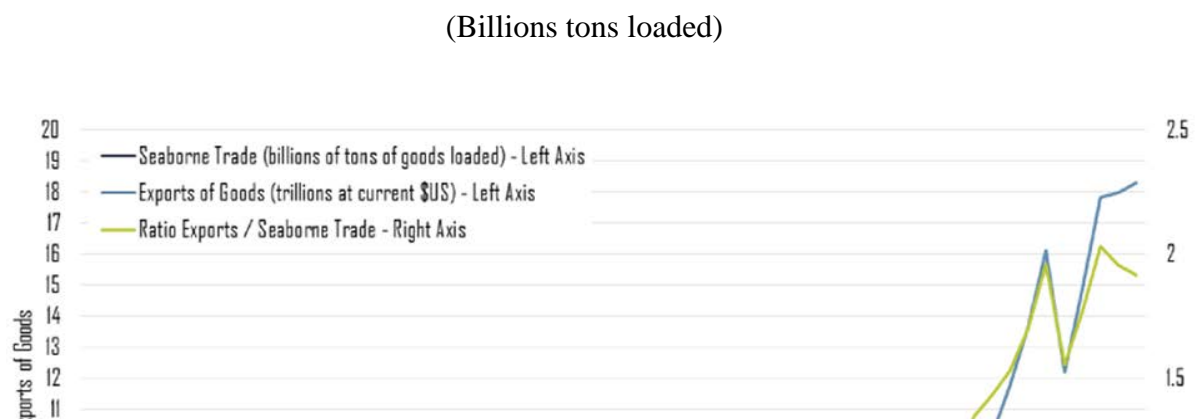 (Billions tons loaded)
20
19
18
17
16
15
14
13
12
11
Seaborne Trade (billions of tons of goods loaded) - Left Axis
Exports of Goods (trillions at current $US) - Left Axis
Ratio Exports / Seaborne Trade - Right Axis
2.5
2
1.5
of Goods